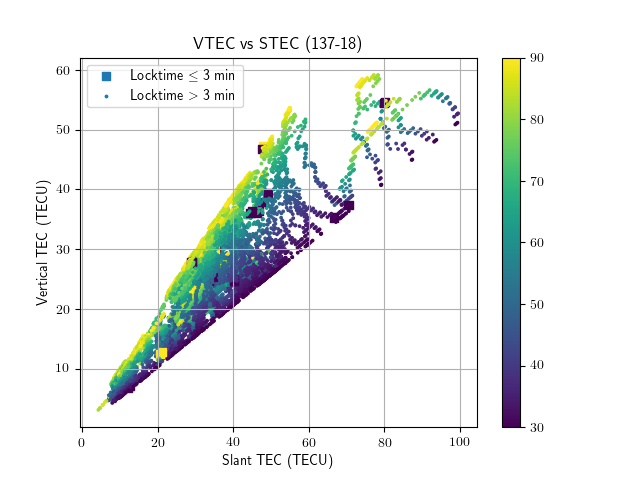 VTEC vs STEC (137-18)
Locktime ≤ 3 min
Locktime > 3 min
Vertical TEC (TECU)
60
50
40
30
20
10
0 20 40 60 80 100
Slant TEC (TECU)
90
80
70
60
50
40
30